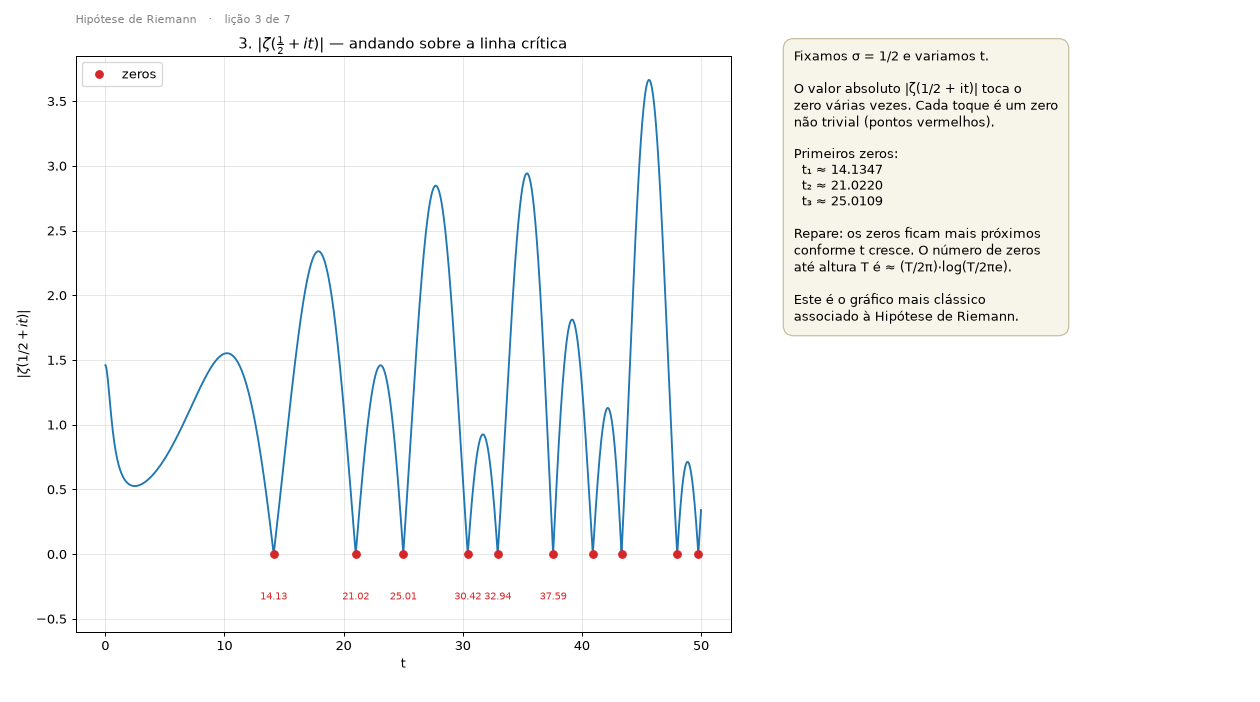 Hipótese de Riemann · lição 3 de 7
3. |ζ(½ + it)| — andando sobre a linha crítica
zeros
3.5
3.0
2.5
2.0
1.5
1.0
0.5
0.0
−0.5
|ζ(1/2 + it)|
14.13 21.02 25.01 30.42 32.94 37.59
0 10 20 30 40 50
t
Fixamos σ = 1/2 e variamos t.
O valor absoluto |ζ(1/2 + it)| toca o
zero várias vezes. Cada toque é um zero
não trivial (pontos vermelhos).
Primeiros zeros:
t₁ ≈ 14.1347
t₂ ≈ 21.0220
t₃ ≈ 25.0109
Repare: os zeros ficam mais próximos
conforme t cresce. O número de zeros
até altura T é ≈ (T/2π)·log(T/2πe).
Este é o gráfico mais clássico
associado à Hipótese de Riemann.